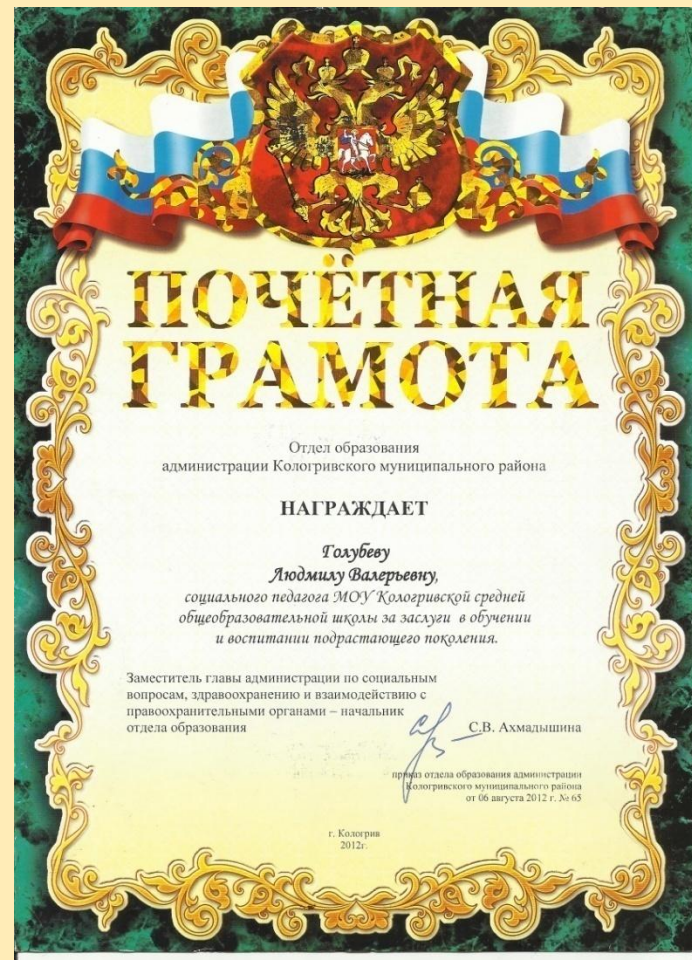 ПОЧЁТНАЯ
ГРАМОТА
Отдел образования
администрации Кологривского муниципального района
НАГРАЖДАЕТ
Голубеву
Людмилу Валерьевну,
социального педагога МОУ Кологривской средней
общеобразовательной школы за заслуги в обучении
и воспитании подрастающего поколения.
Заместитель главы администрации по социальным
вопросам, здравоохранению и взаимодействию с
правоохранительными органами – начальник
отдела образования С.В. Ахмадышина
приказ отдела образования администрации
Кологривского муниципального района
от 06 августа 2012 г. № 65
г. Кологрив
2012г.